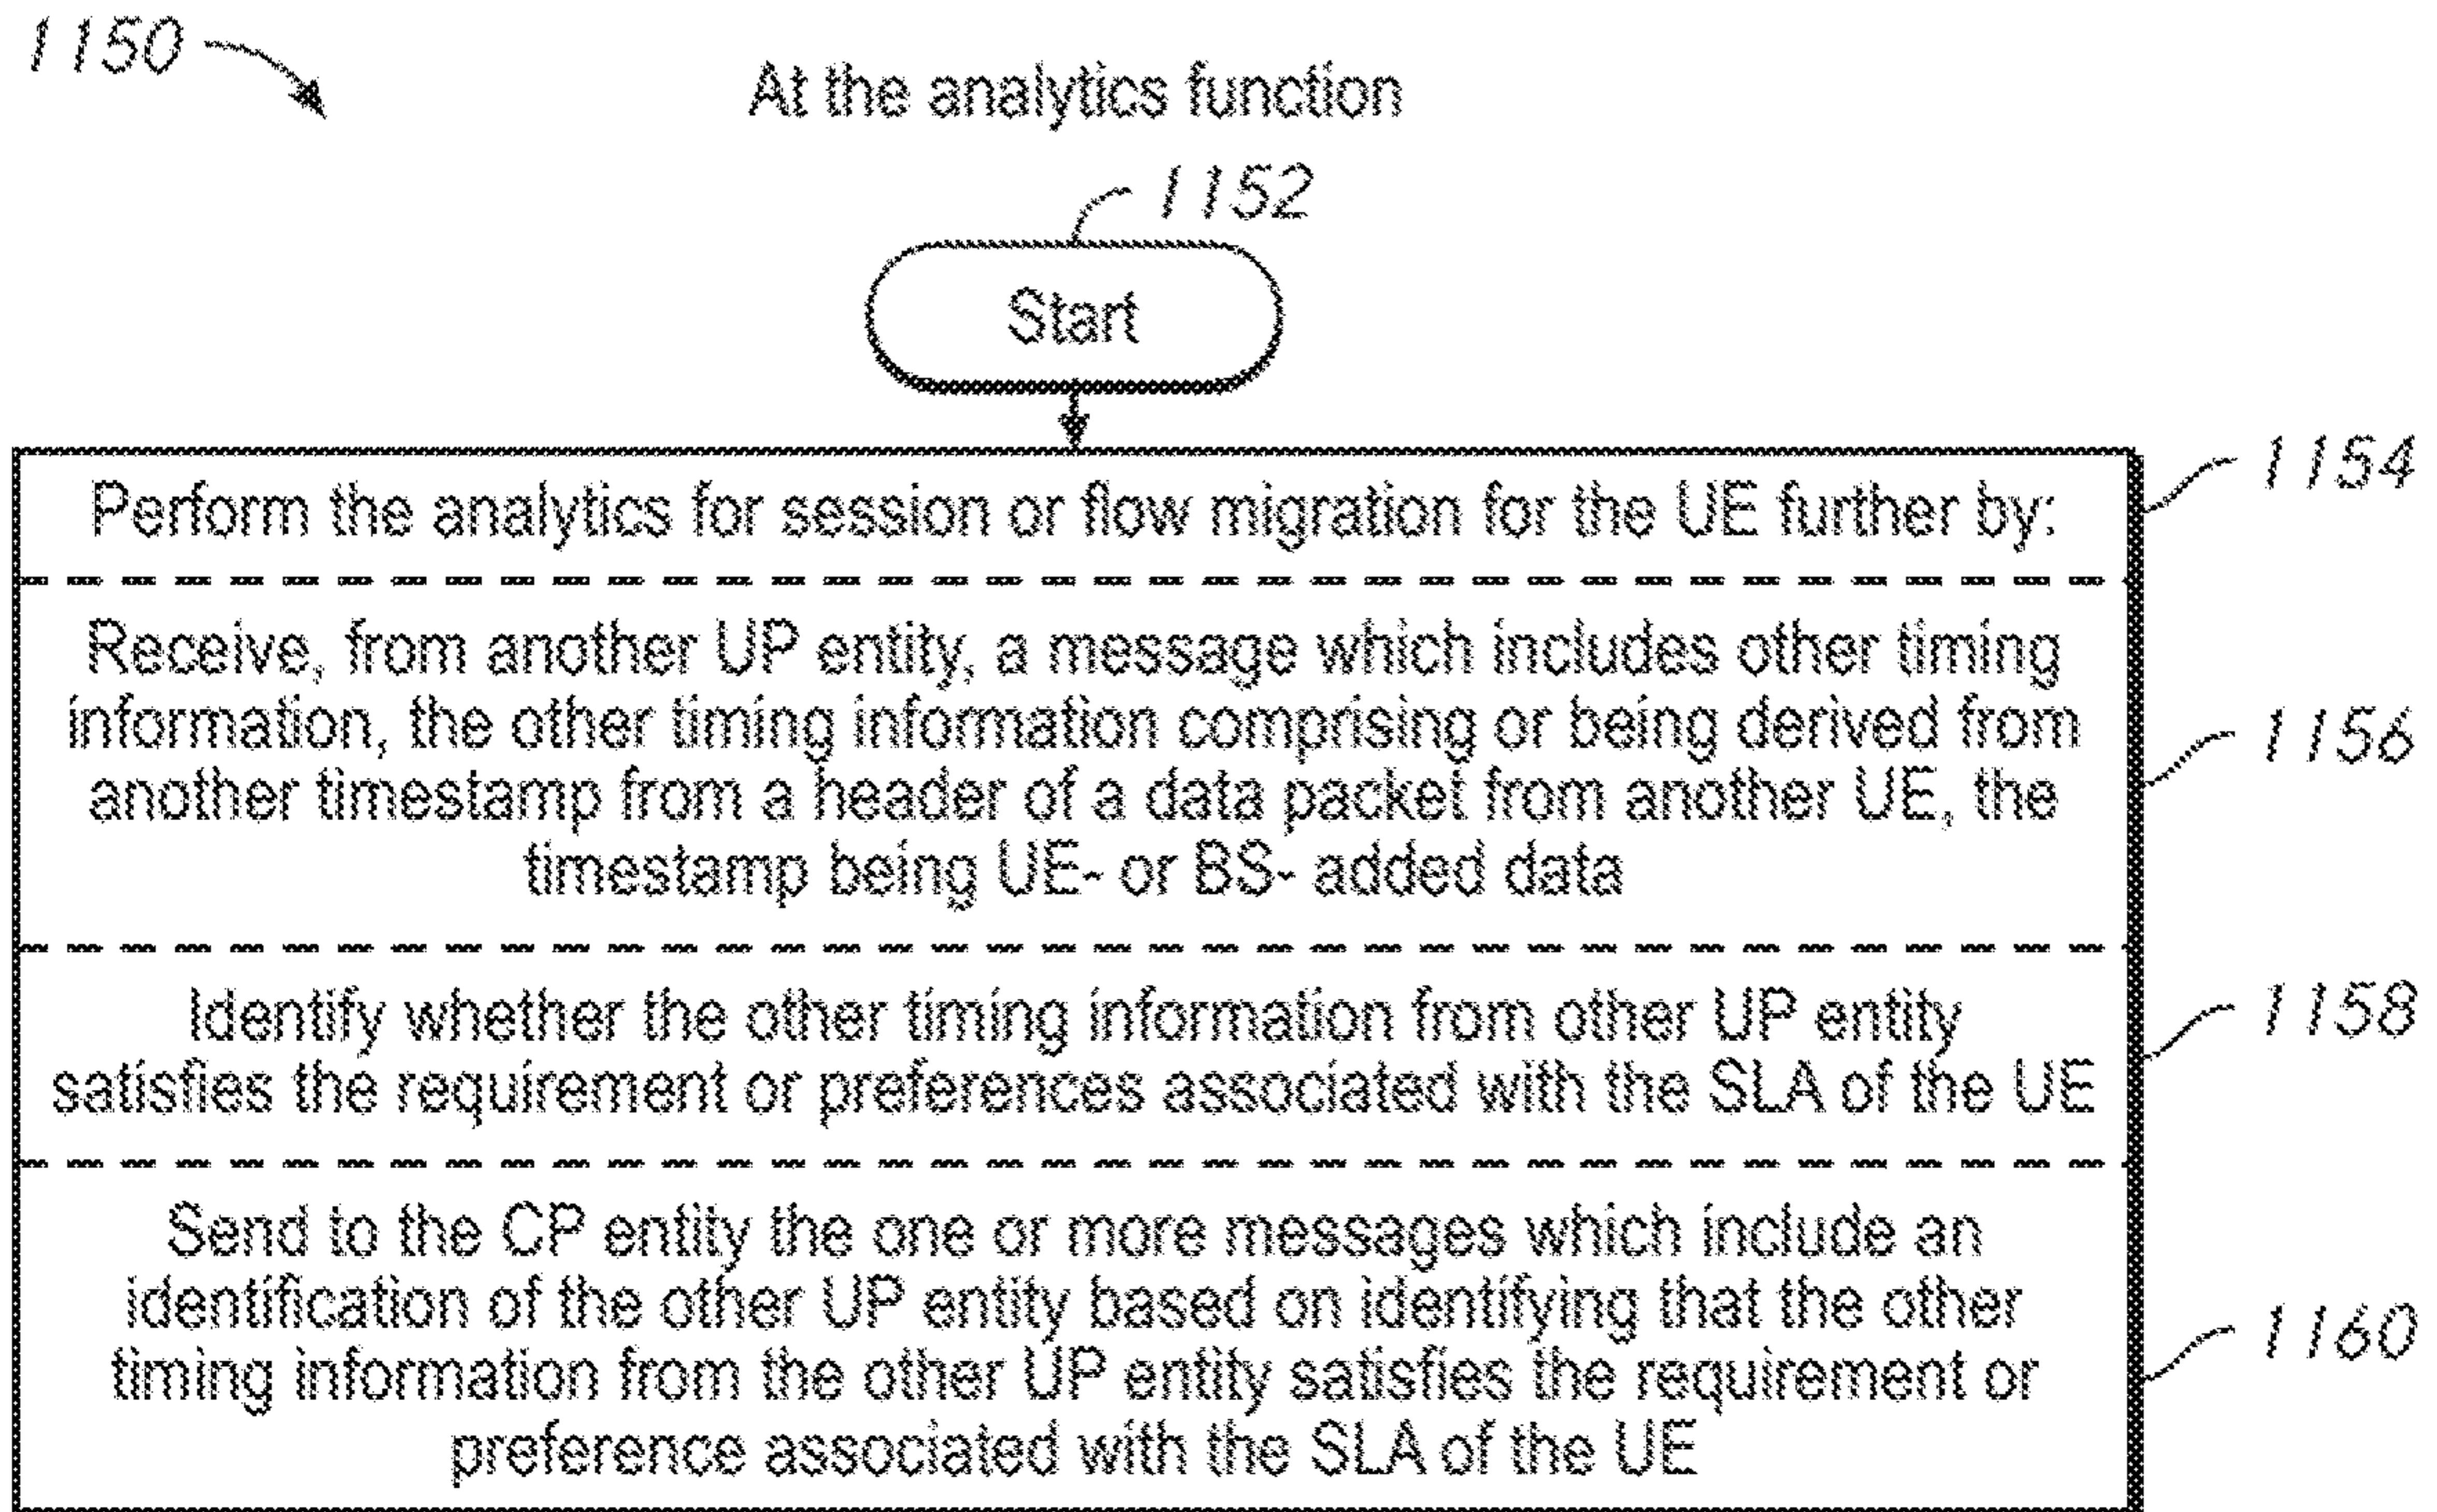 1150
At the analytics function
1152
Start
Perform the analytics for session or flow migration for the UE further by:
1154
Receive, from another UP entity, a message which includes other timing
information, the other timing information comprising or being derived from
another timestamp from a header of a data packet from another UE, the
timestamp being UE- or BS- added data
1156
Identify whether the other timing information from other UP entity
satisfies the requirement or preferences associated with the SLA of the UE
1158
Send to the CP entity the one or more messages which include an
identification of the other UP entity based on identifying that the other
timing information from the other UP entity satisfies the requirement or
preference associated with the SLA of the UE
1160